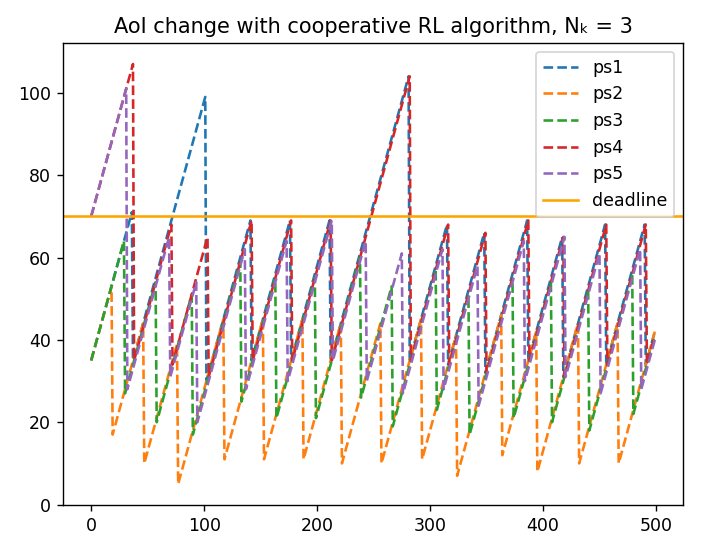 AoI change with cooperative RL algorithm, Nₖ = 3
ps1
ps2
ps3
ps4
ps5
deadline
100
80
60
40
20
0
0 100 200 300 400 500